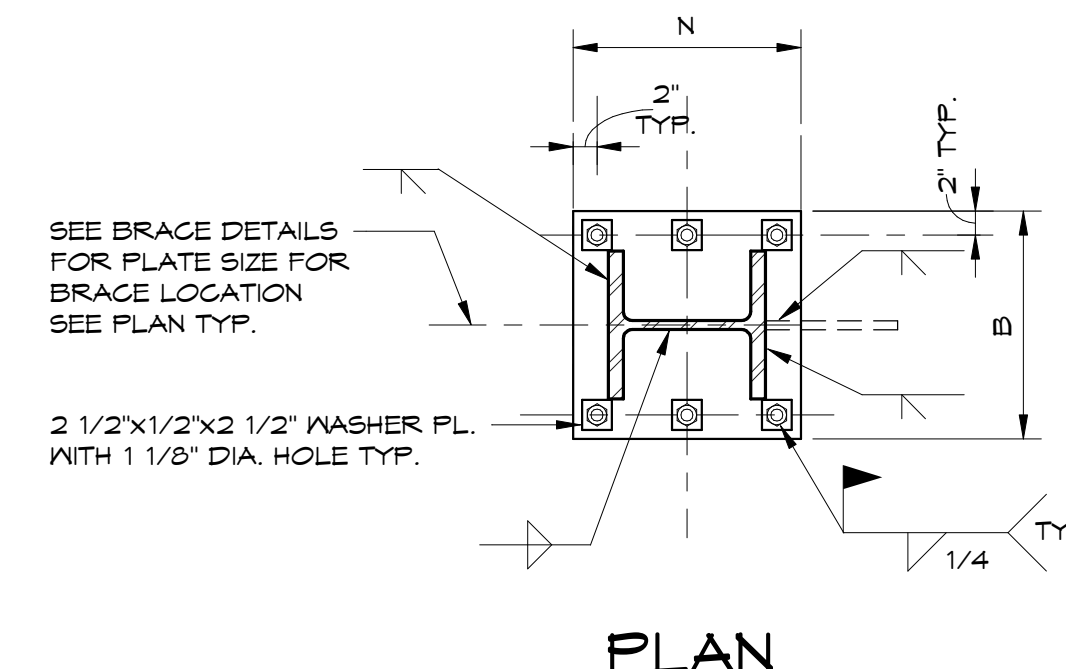 N
2"
TYP.
2" TYP.
SEE BRACE DETAILS
FOR PLATE SIZE FOR
BRACE LOCATION
SEE PLAN TYP.
B
2 1/2"x1/2"x2 1/2" WASHER PL.
WITH 1 1/8" DIA. HOLE TYP.
TY
1/4
PLAN